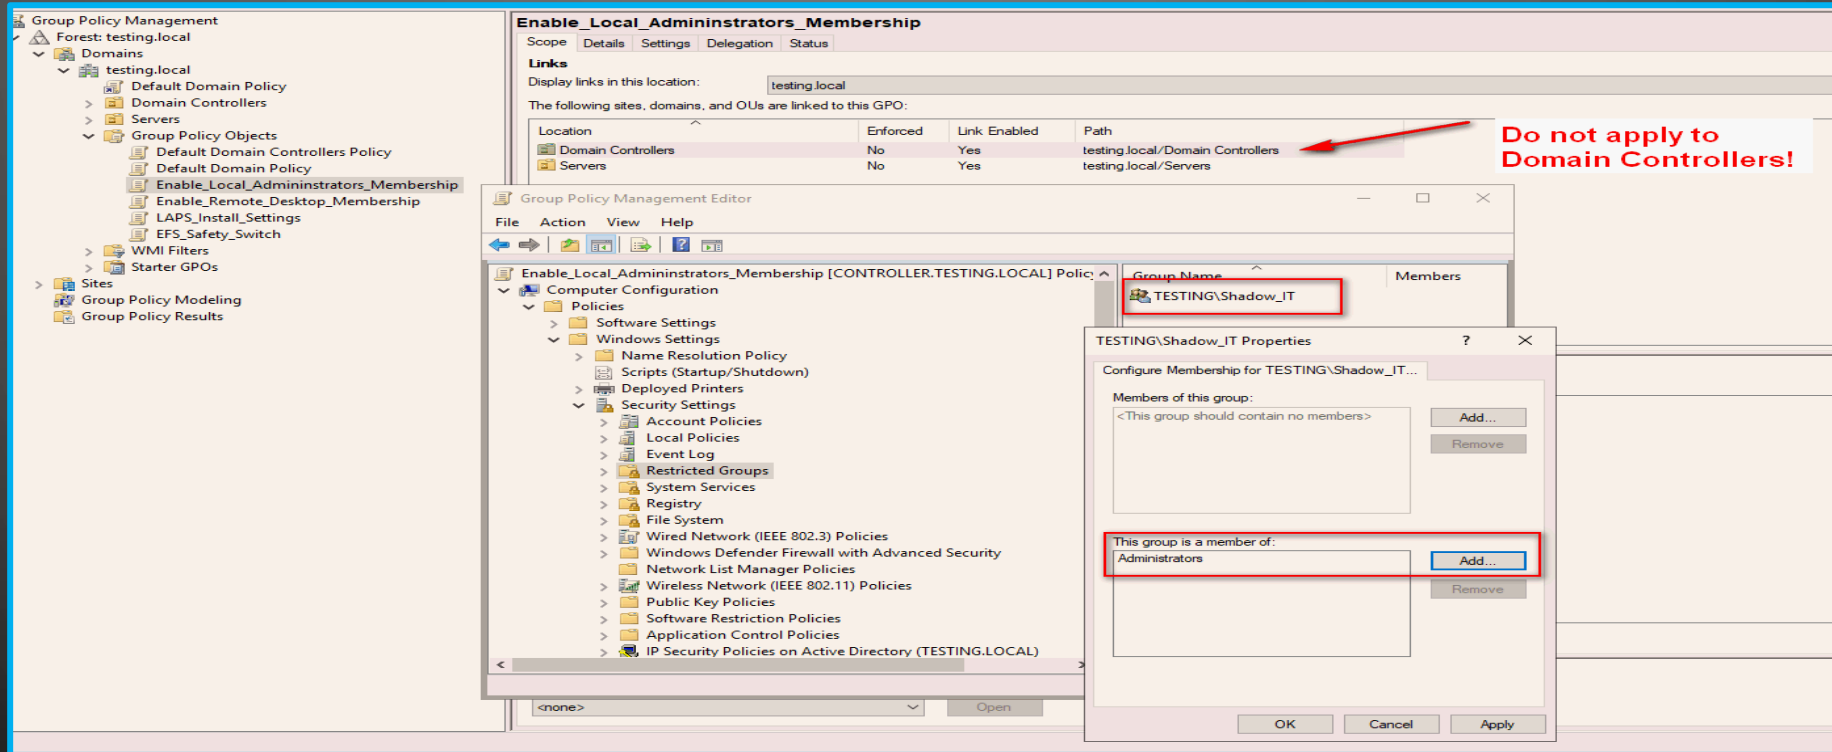 Group Policy Management
Forest: testing.local
Domains
testing.local
Default Domain Policy
Domain Controllers
Servers
Group Policy Objects
Default Domain Controllers Policy
Default Domain Policy
Enable_Local_Admininstrators_Membership
Enable_Remote_Desktop_Membership
LAPS_Install_Settings
EFS_Safety_Switch
WMI Filters
Starter GPOs
Sites
Group Policy Modeling
Group Policy Results
Enable_Local_Admininstrators_Membership
Scope Details Settings Delegation Status
Links
Display links in this location: testing.local
The following sites, domains, and OUs are linked to this GPO:
Location Enforced Link Enabled Path
Domain Controllers No Yes testing.local/Domain Controllers
Servers No Yes testing.local/Servers
Do not apply to
Domain Controllers!
Group Policy Management Editor
File Action View Help
Enable_Local_Admininstrators_Membership [CONTROLLER.TESTING.LOCAL] Policy
Computer Configuration
Policies
Software Settings
Windows Settings
Name Resolution Policy
Scripts (Startup/Shutdown)
Deployed Printers
Security Settings
Account Policies
Local Policies
Event Log
Restricted Groups
System Services
Registry
File System
Wired Network (IEEE 802.3) Policies
Windows Defender Firewall with Advanced Security
Network List Manager Policies
Wireless Network (IEEE 802.11) Policies
Public Key Policies
Software Restriction Policies
Application Control Policies
IP Security Policies on Active Directory (TESTING.LOCAL)
Group Name Members
TESTING\Shadow_IT
TESTING\Shadow_IT Properties ?
Configure Membership for TESTING\Shadow_IT...
Members of this group:
<This group should contain no members>
Add...
Remove
This group is a member of:
Administrators
Add...
Remove
OK Cancel Apply
<none> Open